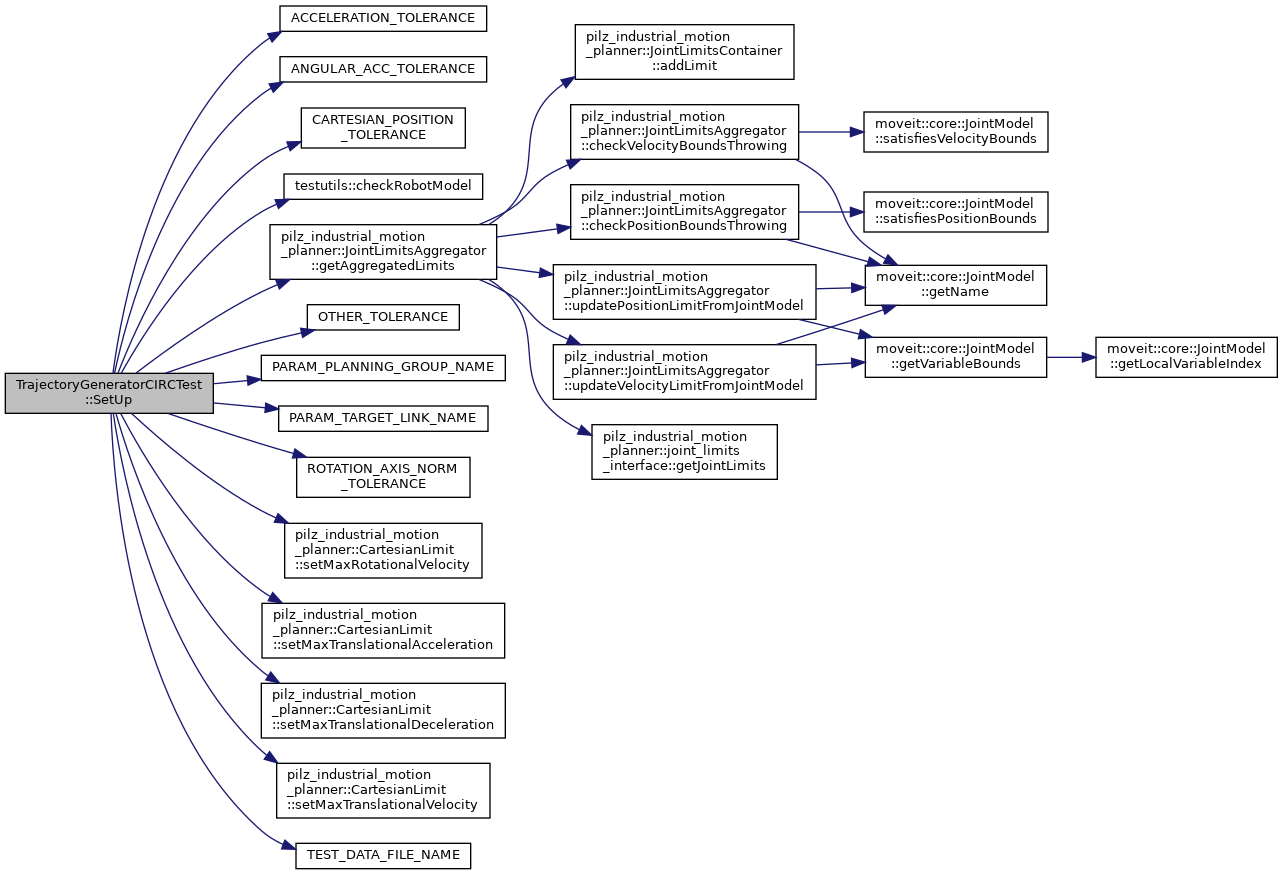 TrajectoryGeneratorCIRCTest
::SetUp
ACCELERATION_TOLERANCE
ANGULAR_ACC_TOLERANCE
CARTESIAN_POSITION
_TOLERANCE
testutils::checkRobotModel
pilz_industrial_motion
_planner::JointLimitsAggregator
::getAggregatedLimits
OTHER_TOLERANCE
PARAM_PLANNING_GROUP_NAME
PARAM_TARGET_LINK_NAME
ROTATION_AXIS_NORM
_TOLERANCE
pilz_industrial_motion
_planner::CartesianLimit
::setMaxRotationalVelocity
pilz_industrial_motion
_planner::CartesianLimit
::setMaxTranslationalAcceleration
pilz_industrial_motion
_planner::CartesianLimit
::setMaxTranslationalDeceleration
pilz_industrial_motion
_planner::CartesianLimit
::setMaxTranslationalVelocity
TEST_DATA_FILE_NAME
pilz_industrial_motion
_planner::JointLimitsContainer
::addLimit
pilz_industrial_motion
_planner::JointLimitsAggregator
::checkVelocityBoundsThrowing
pilz_industrial_motion
_planner::JointLimitsAggregator
::checkPositionBoundsThrowing
pilz_industrial_motion
_planner::JointLimitsAggregator
::updatePositionLimitFromJointModel
pilz_industrial_motion
_planner::JointLimitsAggregator
::updateVelocityLimitFromJointModel
pilz_industrial_motion
_planner::joint_limits
_interface::getJointLimits
moveit::core::JointModel
::satisfiesVelocityBounds
moveit::core::JointModel
::satisfiesPositionBounds
moveit::core::JointModel
::getName
moveit::core::JointModel
::getVariableBounds
moveit::core::JointModel
::getLocalVariableIndex